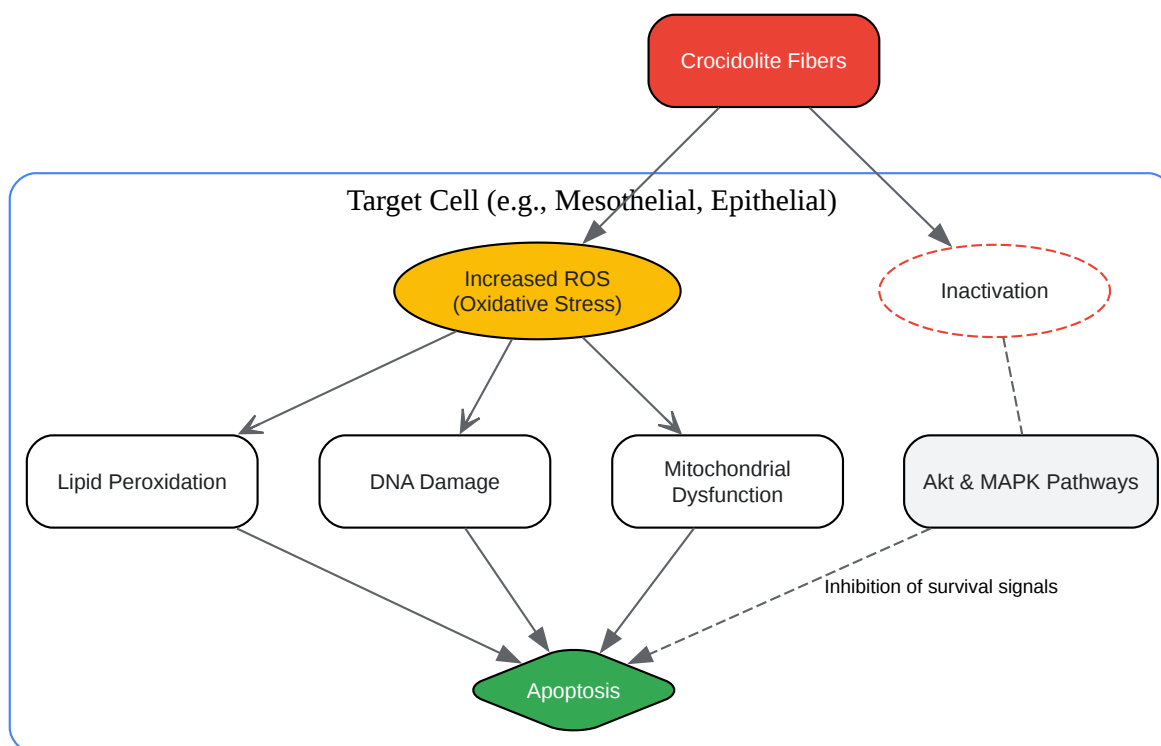 Crocidolite Fibers
Target Cell (e.g., Mesothelial, Epithelial)
Increased ROS
(Oxidative Stress)
Inactivation
Lipid Peroxidation
DNA Damage
Mitochondrial
Dysfunction
Akt & MAPK Pathways
Inhibition of survival signals
Apoptosis